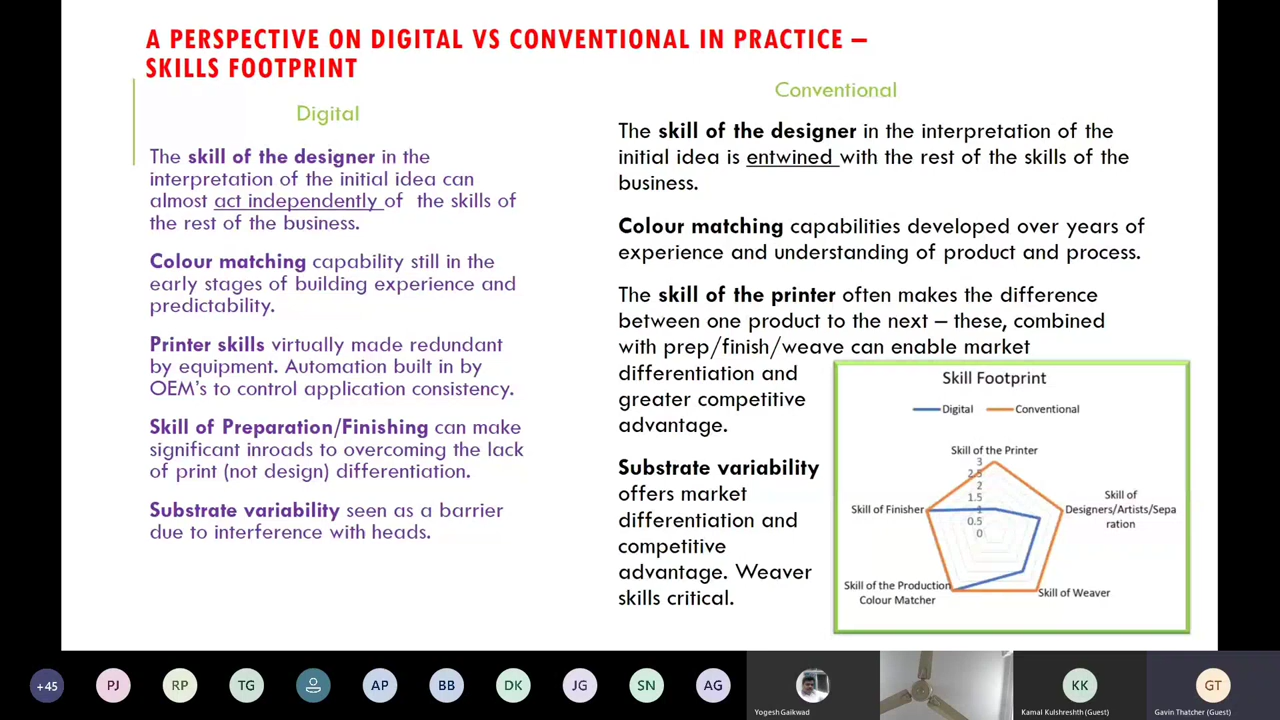 A PERSPECTIVE ON DIGITAL VS CONVENTIONAL IN PRACTICE –
SKILLS FOOTPRINT
Digital
The skill of the designer in the
interpretation of the initial idea can
almost act independently of the skills of
the rest of the business.
Colour matching capability still in the
early stages of building experience and
predictability.
Printer skills virtually made redundant
by equipment. Automation built in by
OEM's to control application consistency.
Skill of Preparation/Finishing can make
significant inroads to overcoming the lack
of print (not design) differentiation.
Substrate variability seen as a barrier
due to interference with heads.
Conventional
The skill of the designer in the interpretation of the
initial idea is entwined with the rest of the skills of the
business.
Colour matching capabilities developed over years of
experience and understanding of product and process.
The skill of the printer often makes the difference
between one product to the next – these, combined
with prep/finish/weave can enable market
differentiation and
greater competitive
advantage.
Substrate variability
offers market
differentiation and
competitive
advantage. Weaver
skills critical.
Skill Footprint
Digital
Conventional
Skill of the Printer
3
2.5
2
1.5
1
0.5
0
Skill of
Designers/Artists/Sepa
ration
Skill of Weaver
Skill of the Production
Colour Matcher
Skill of Finisher
+45
PJ
RP
TG
AP
BB
DK
JG
SN
AG
Yogesh Gaikwad
KK
Kamal Kulshreshth (Guest)
GT
Gavin Thatcher (Guest)